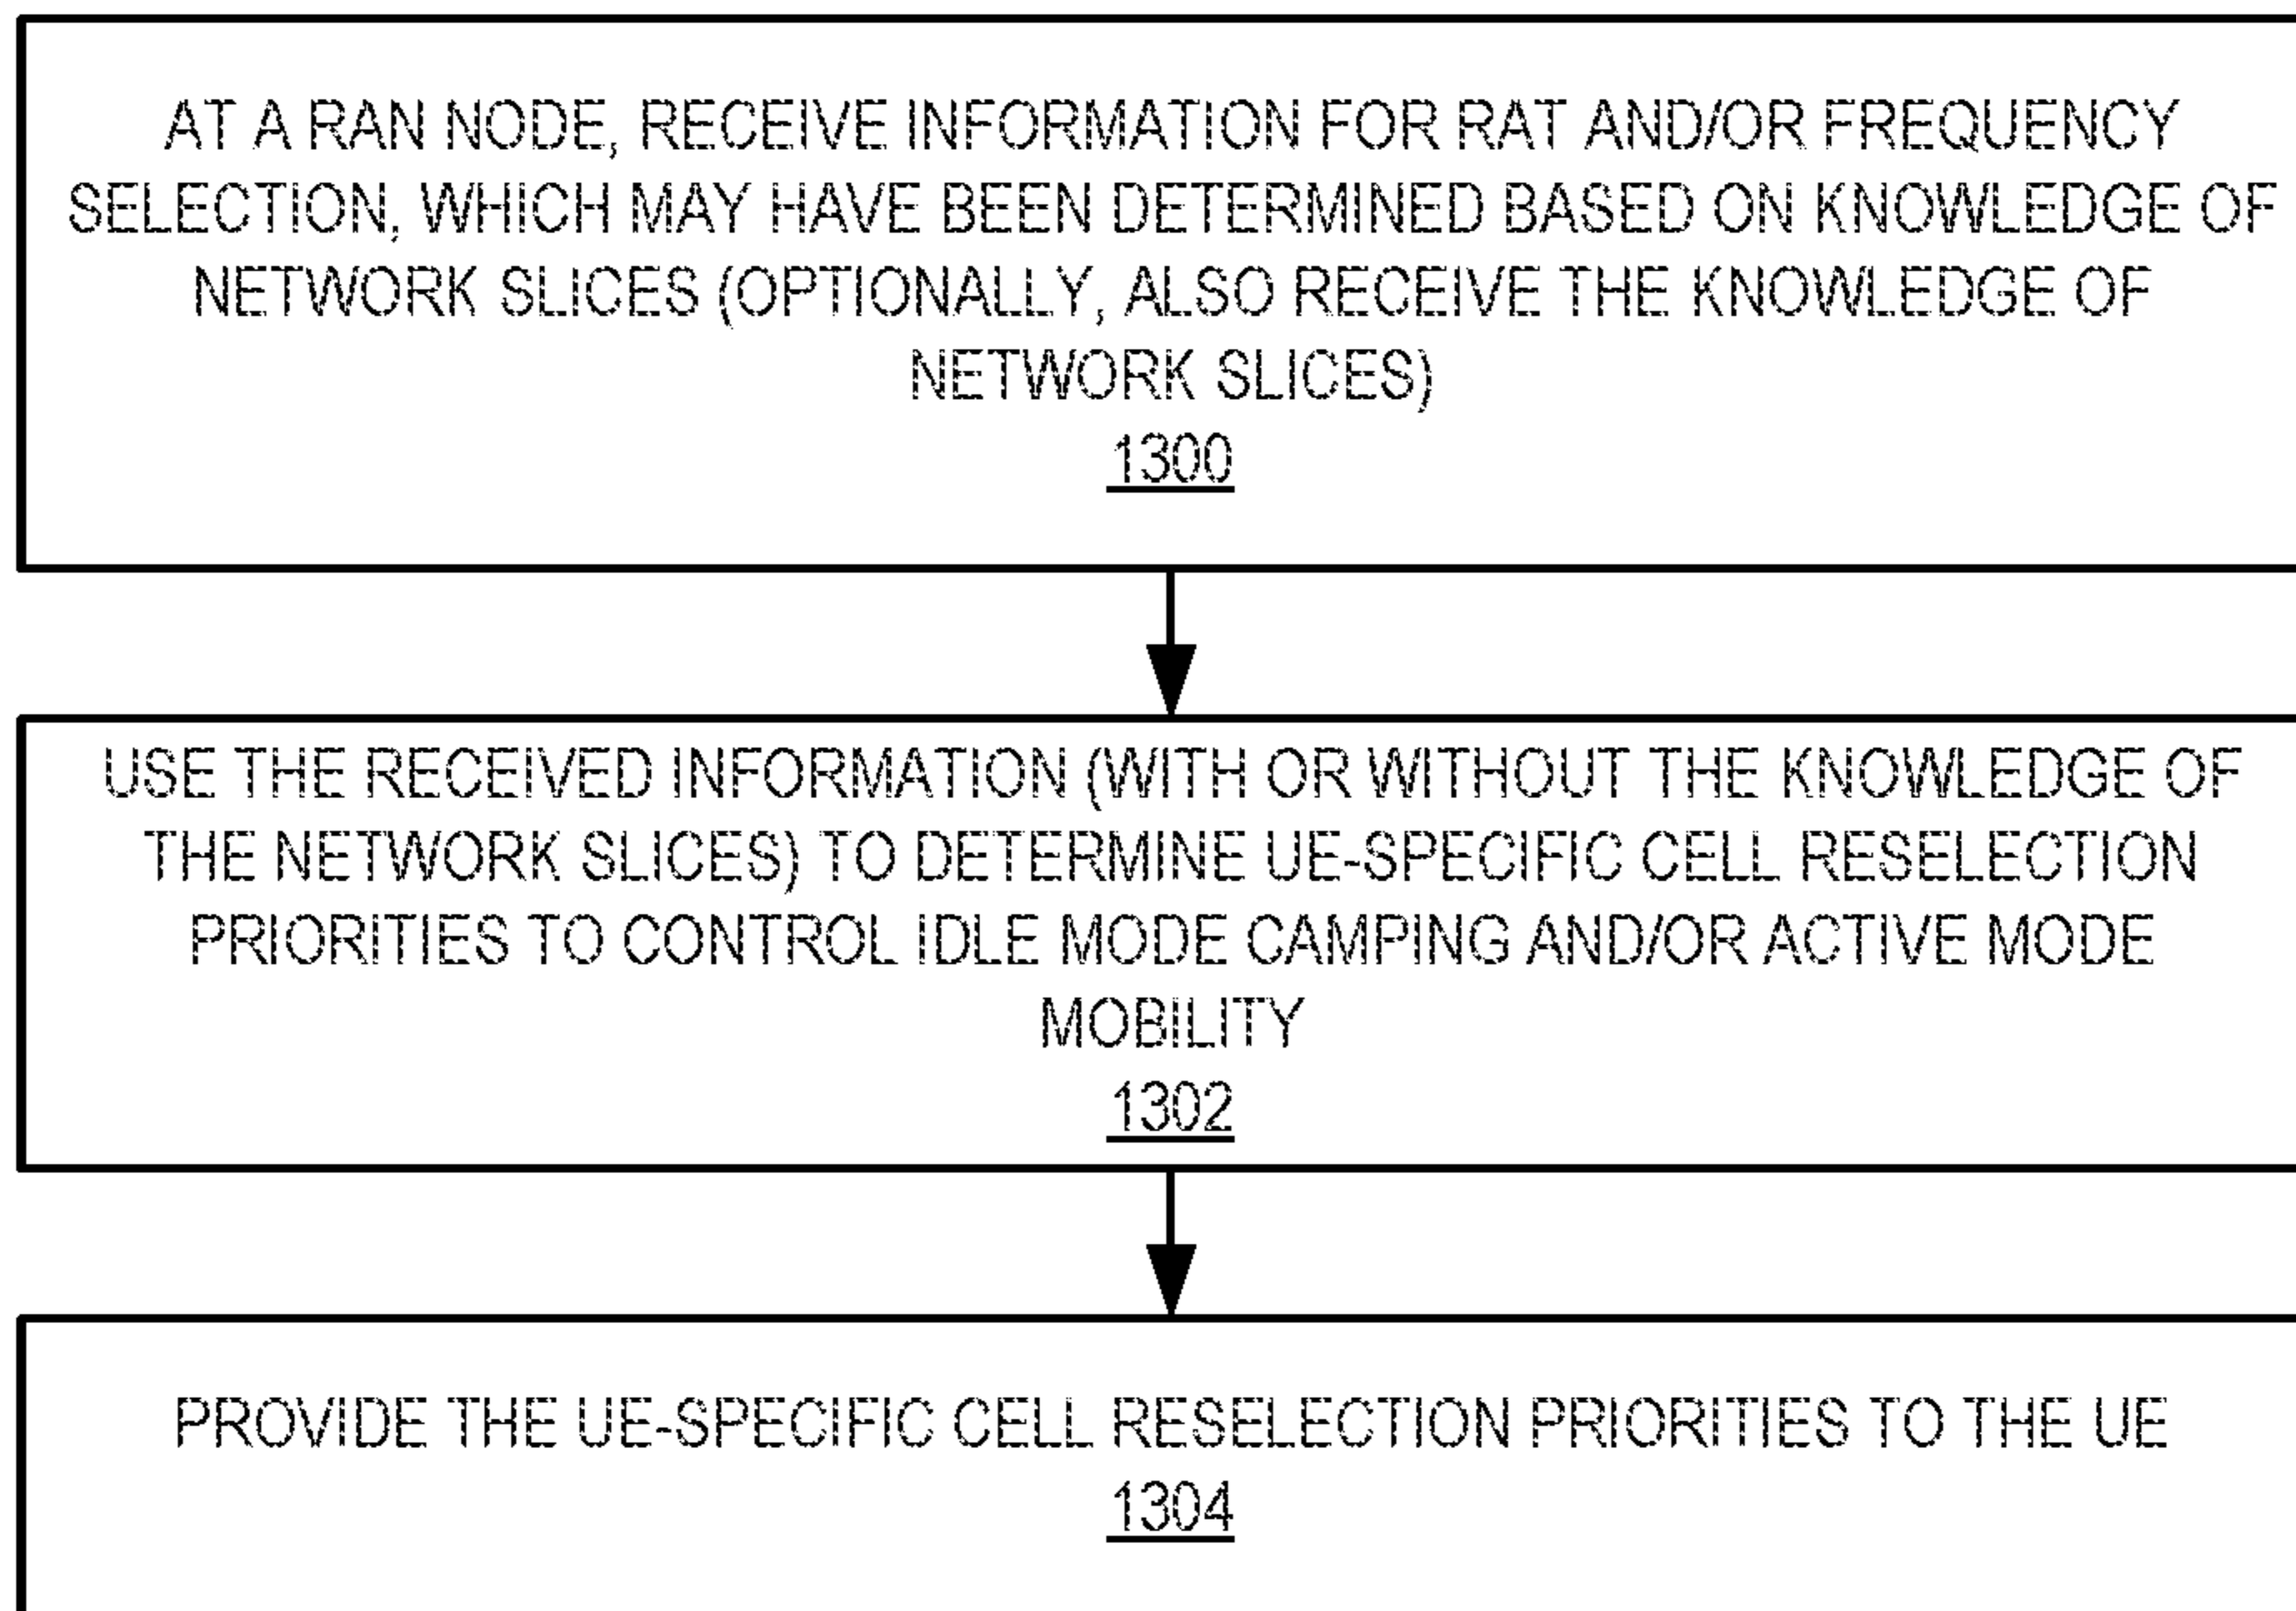 AT A RAN NODE, RECEIVE INFORMATION FOR RAT AND/OR FREQUENCY
SELECTION, WHICH MAY HAVE BEEN DETERMINED BASED ON KNOWLEDGE OF
NETWORK SLICES (OPTIONALLY, ALSO RECEIVE THE KNOWLEDGE OF
NETWORK SLICES)
1300
USE THE RECEIVED INFORMATION (WITH OR WITHOUT THE KNOWLEDGE OF
THE NETWORK SLICES) TO DETERMINE UE-SPECIFIC CELL RESELECTION
PRIORITIES TO CONTROL IDLE MODE CAMPING AND/OR ACTIVE MODE
MOBILITY
1302
PROVIDE THE UE-SPECIFIC CELL RESELECTION PRIORITIES TO THE UE
1304